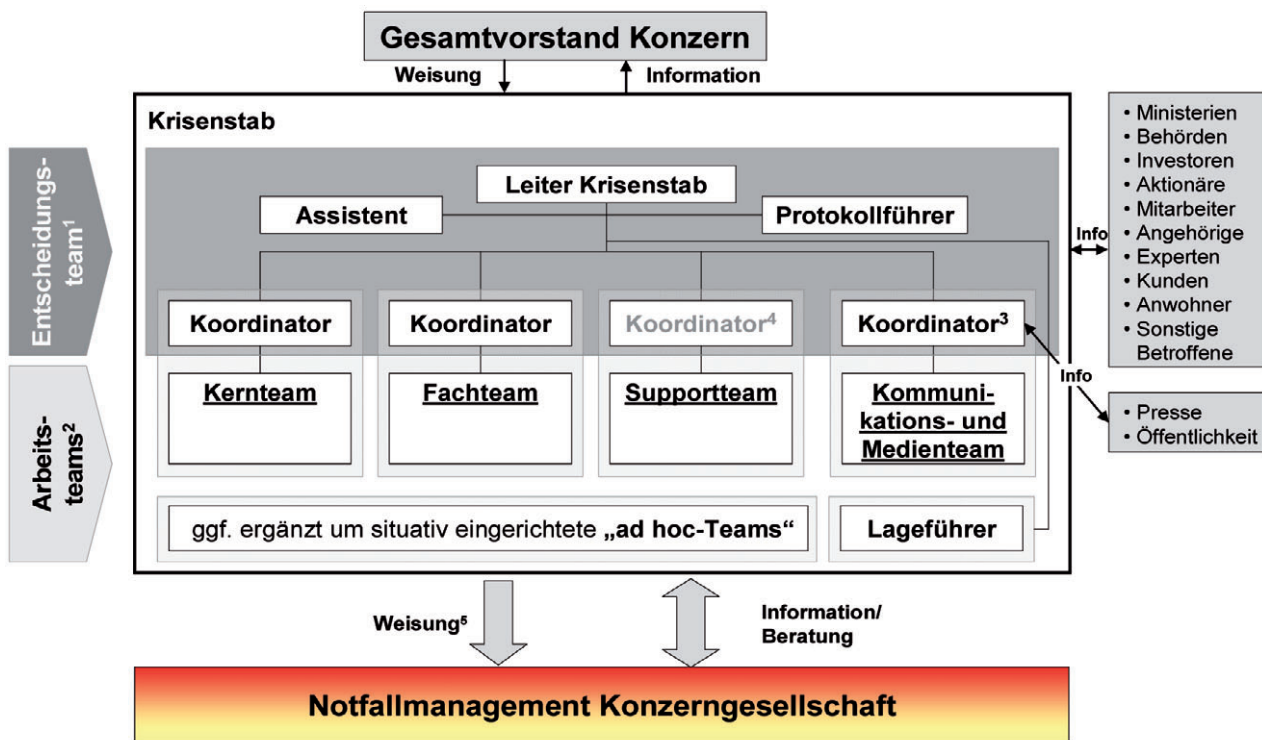 Gesamtvorstand Konzern
Weisung
Information
Krisenstab
Entscheidungs-
team¹
Leiter Krisenstab
Assistent
Protokollführer
Koordinator
Koordinator
Koordinator⁴
Koordinator³
Info
• Ministerien
• Behörden
• Investoren
• Aktionäre
• Mitarbeiter
• Angehörige
• Experten
• Kunden
• Anwohner
• Sonstige
Betroffene
Arbeits-
teams²
Kernteam
Fachteam
Supportteam
Kommuni-
kations- und
Medienteam
Info
• Presse
• Öffentlichkeit
ggf. ergänzt um situativ eingerichtete „ad hoc-Teams“
Lageführer
Weisung⁵
Information/
Beratung
Notfallmanagement Konzerngesellschaft